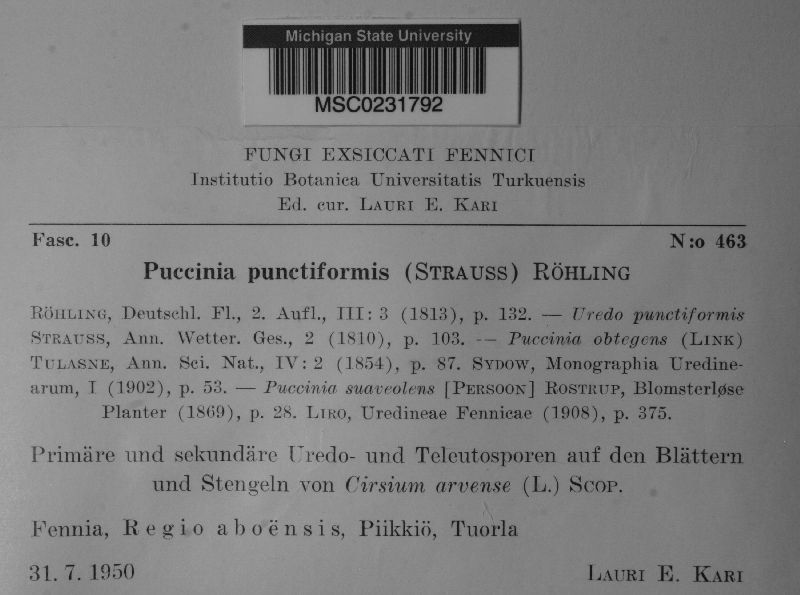 Michigan State University
MSC0231792
FUNGI EXSICCATI FENNICI
Institutio Botanica Universitatis Turkuensis
Ed. cur. LAURI E. KARI
Fasc. 10 N:o 463
Puccinia punctiformis (STRAUSS) RÖHLING
RÖHLING, Deutschl. Fl., 2. Aufl., III: 3 (1813), p. 132. — Uredo punctiformis
STRAUSS, Ann. Wetter. Ges., 2 (1810), p. 103. — Puccinia obtegens (LINK)
TULASNE, Ann. Sci. Nat., IV: 2 (1854), p. 87. SYDOW, Monographia Uredine-
arum, I (1902), p. 53. — Puccinia suaveolens [PERSOON] ROSTRUP, Blomsterløse
Planter (1869), p. 28. LIRO, Uredineae Fennicae (1908), p. 375.
Primäre und sekundäre Uredo- und Teleutosporen auf den Blättern
und Stengeln von Cirsium arvense (L.) SCOP.
Fennia, Regio aboënsis, Piikkiö, Tuorla
31. 7. 1950 LAURI E. KARI